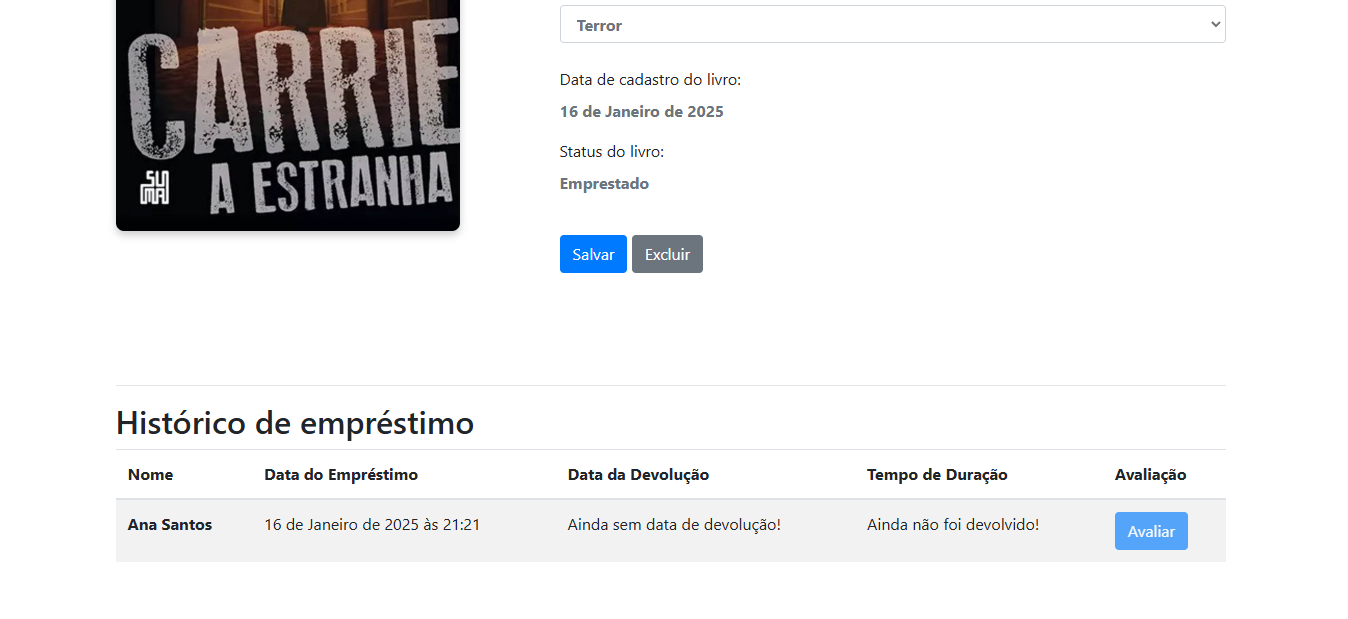 CARRIE
A ESTRANHA
SUMA
Terror
Data de cadastro do livro:
16 de Janeiro de 2025
Status do livro:
Emprestado
Salvar Excluir
Histórico de empréstimo
Nome Data do Empréstimo Data da Devolução Tempo de Duração Avaliação
Ana Santos 16 de Janeiro de 2025 às 21:21 Ainda sem data de devolução! Ainda não foi devolvido! Avaliar